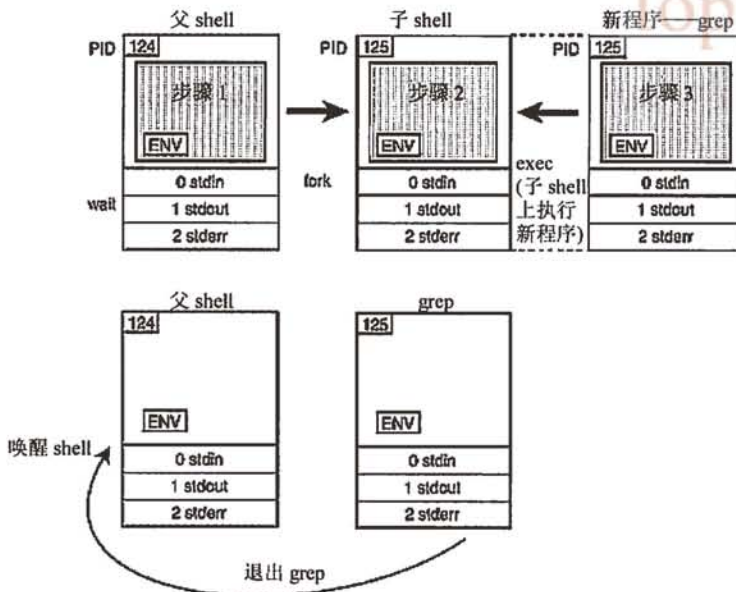 父 shell
子 shell
新程序——grep
PID
124
PID
125
PID
125
步骤 1
步骤 2
步骤 3
ENV
ENV
ENV
wait
fork
exec
(子 shell
上执行
新程序)
0 stdin
1 stdout
2 stderr
0 stdin
1 stdout
2 stderr
0 stdin
1 stdout
2 stderr
父 shell
grep
124
125
ENV
ENV
唤醒 shell
0 stdin
1 stdout
2 stderr
0 stdin
1 stdout
2 stderr
退出 grep